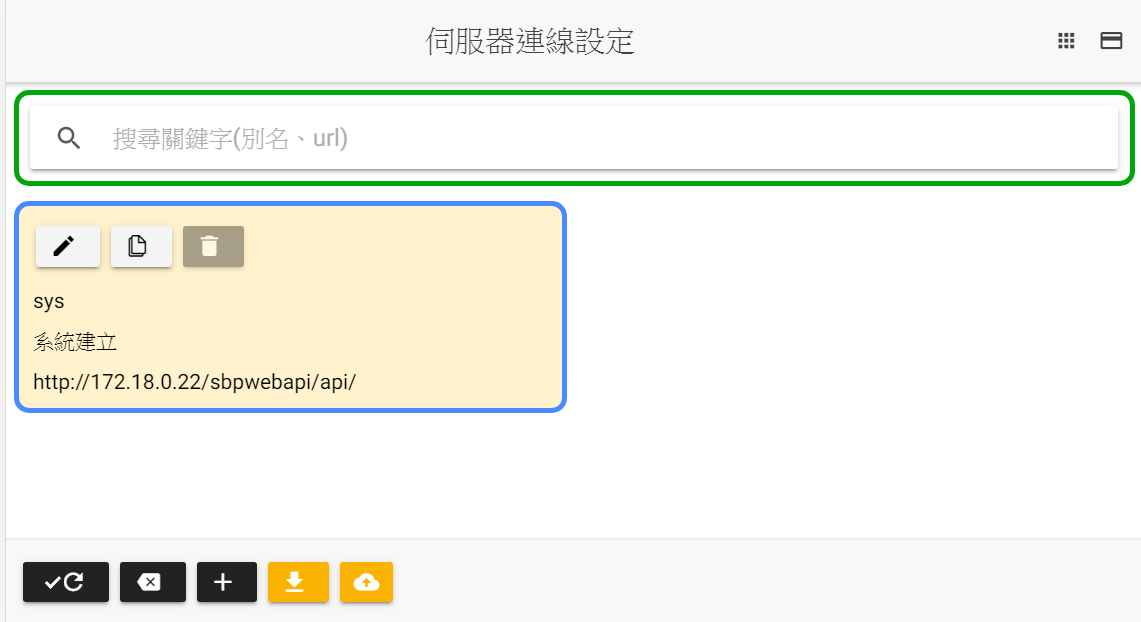 伺服器連線設定
搜尋關鍵字(別名、url)
sys
系統建立
http://172.18.0.22/sbpwebapi/api/